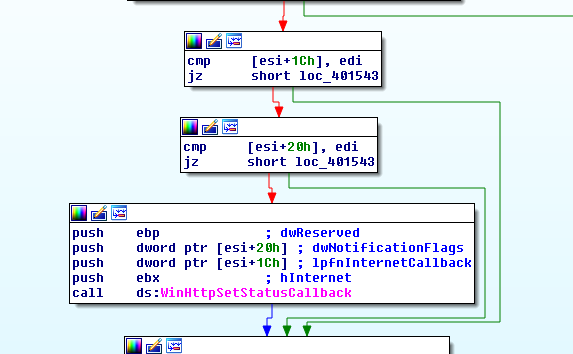 cmp     [esi+1Ch], edi
jz      short loc_401543
cmp     [esi+20h], edi
jz      short loc_401543
push    ebp             ; dwReserved
push    dword ptr [esi+20h] ; dwNotificationFlags
push    dword ptr [esi+1Ch] ; lpfnInternetCallback
push    ebx             ; hInternet
call    ds:WinHttpSetStatusCallback